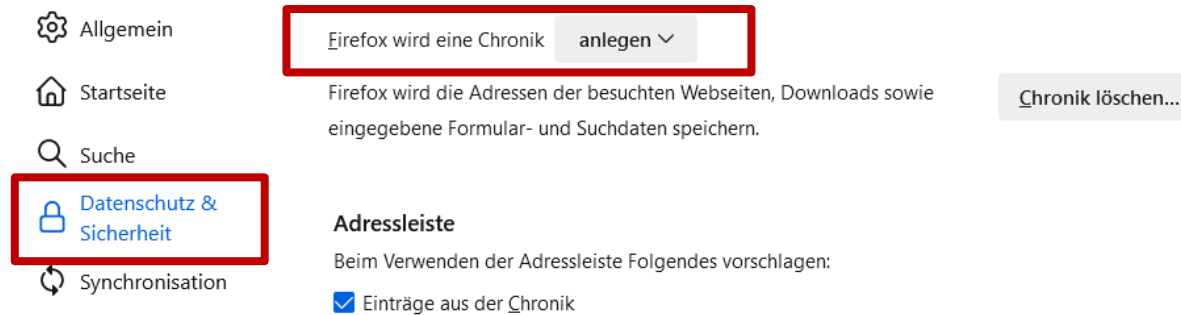 Allgemein
Startseite
Suche
Datenschutz &
Sicherheit
Synchronisation
Firefox wird eine Chronik anlegen
Firefox wird die Adressen der besuchten Webseiten, Downloads sowie
eingegebene Formular- und Suchdaten speichern.
Chronik löschen...
Adressleiste
Beim Verwenden der Adressleiste Folgendes vorschlagen:
Einträge aus der Chronik